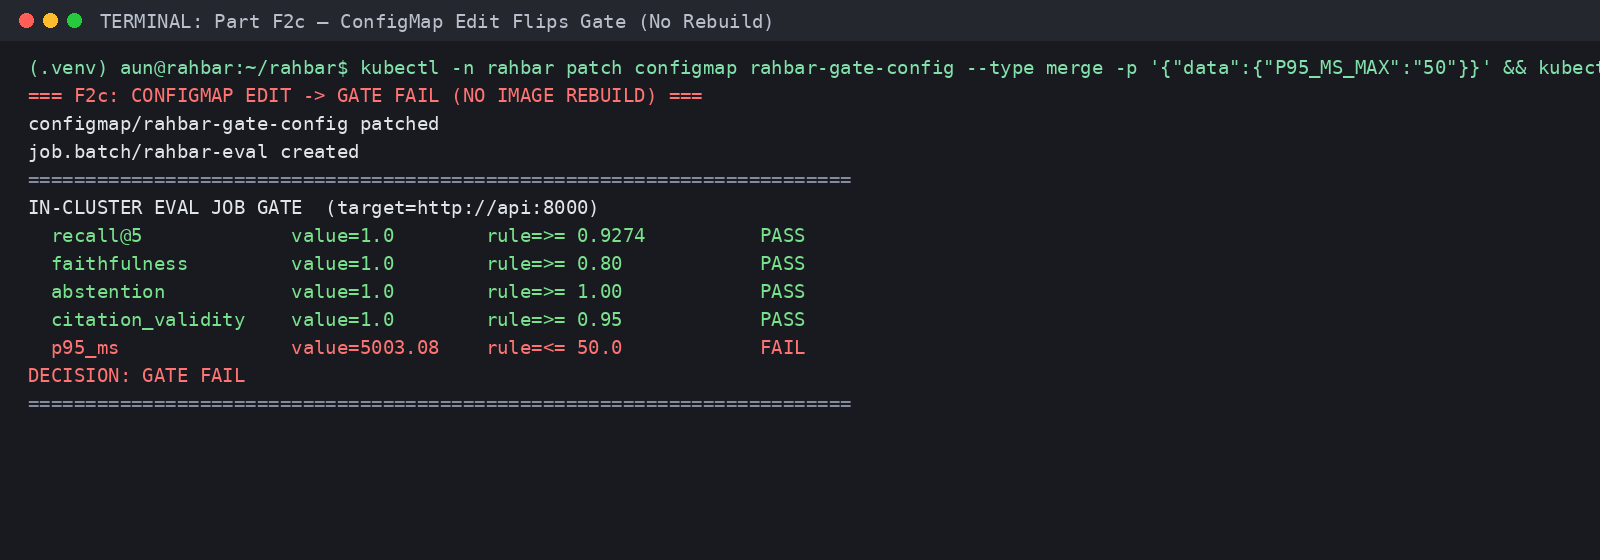 TERMINAL: Part F2c — ConfigMap Edit Flips Gate (No Rebuild)
(.venv) aun@rahbar:~/rahbar$ kubectl -n rahbar patch configmap rahbar-gate-config --type merge -p '{"data":{"P95_MS_MAX":"50"}}' && kubect
=== F2c: CONFIGMAP EDIT -> GATE FAIL (NO IMAGE REBUILD) ===
configmap/rahbar-gate-config patched
job.batch/rahbar-eval created
========================================================================
IN-CLUSTER EVAL JOB GATE  (target=http://api:8000)
  recall@5             value=1.0        rule=>= 0.9274          PASS
  faithfulness         value=1.0        rule=>= 0.80            PASS
  abstention           value=1.0        rule=>= 1.00            PASS
  citation_validity    value=1.0        rule=>= 0.95            PASS
  p95_ms               value=5003.08    rule=<= 50.0            FAIL
DECISION: GATE FAIL
========================================================================